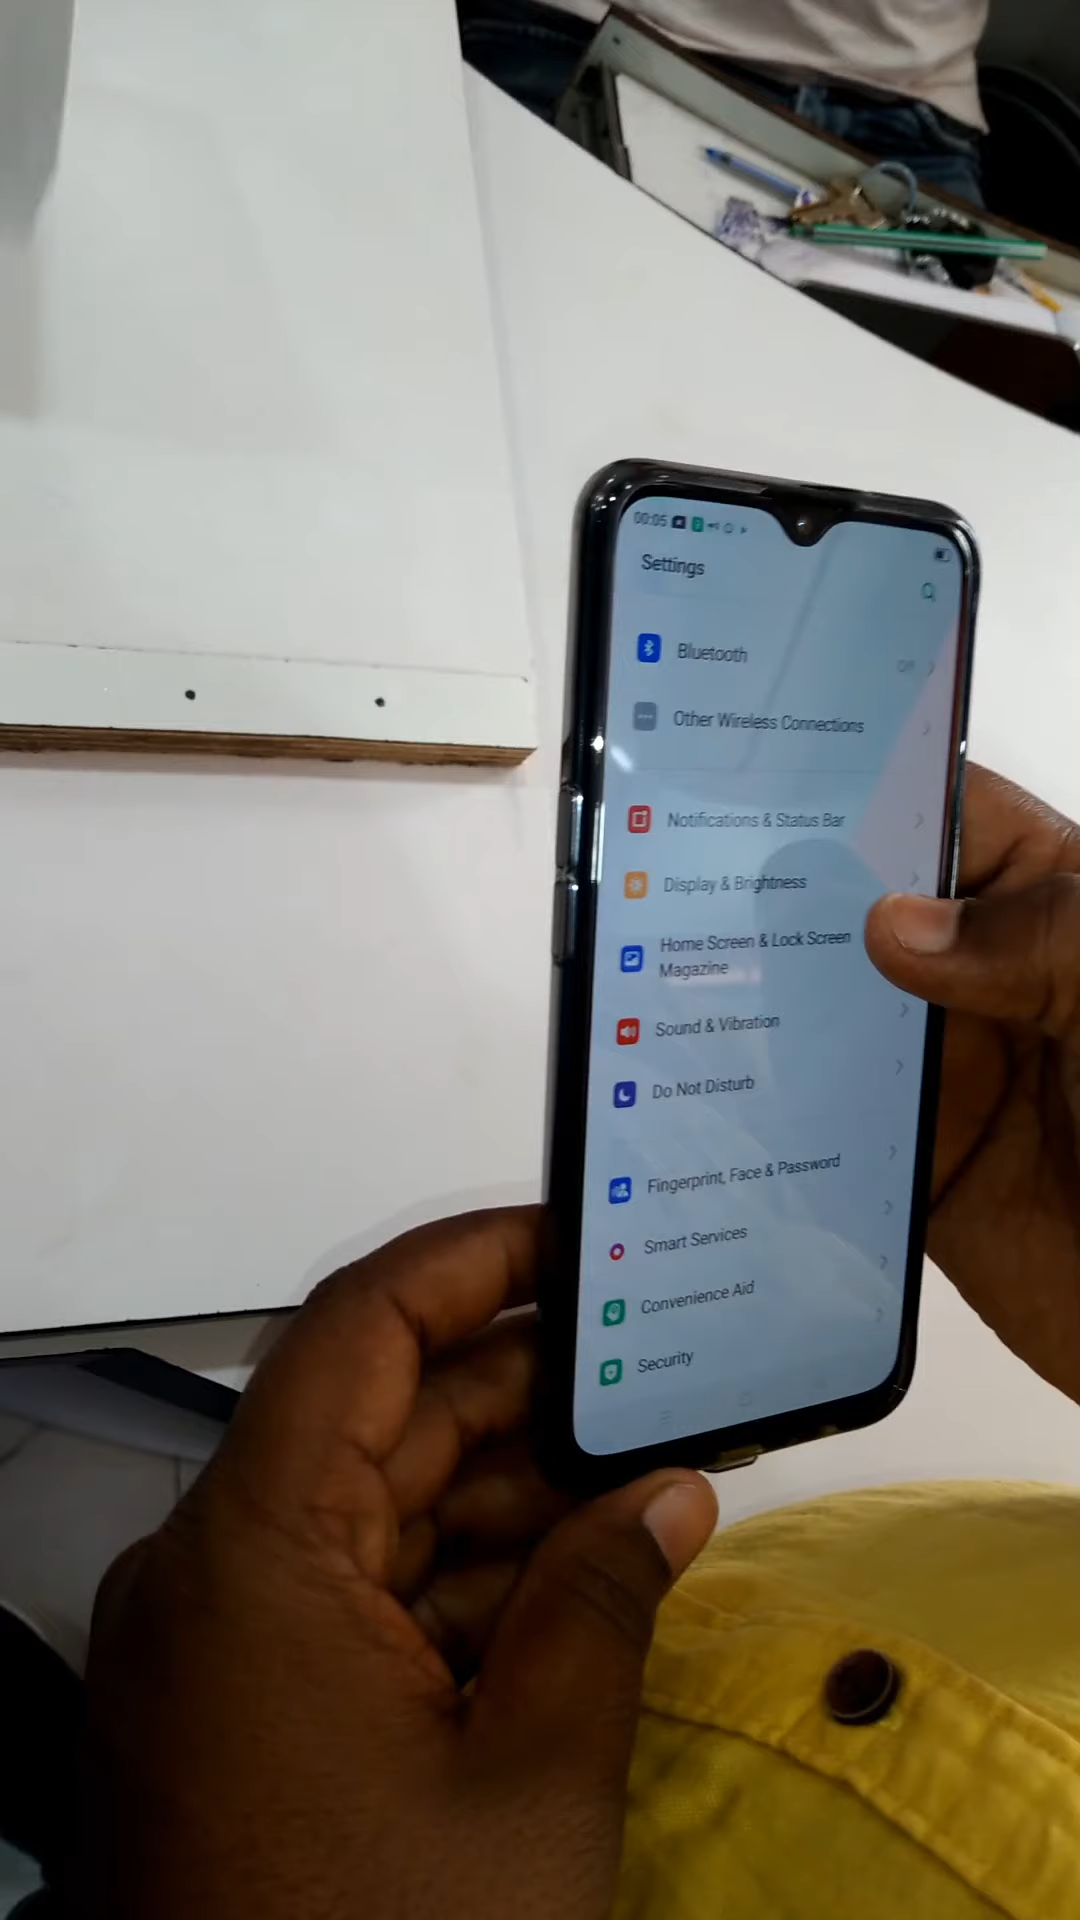 00:05
Settings
Bluetooth
Off
Other Wireless Connections
Notifications & Status Bar
Display & Brightness
Home Screen & Lock Screen
Magazine
Sound & Vibration
Do Not Disturb
Fingerprint, Face & Password
Smart Services
Convenience Aid
Security